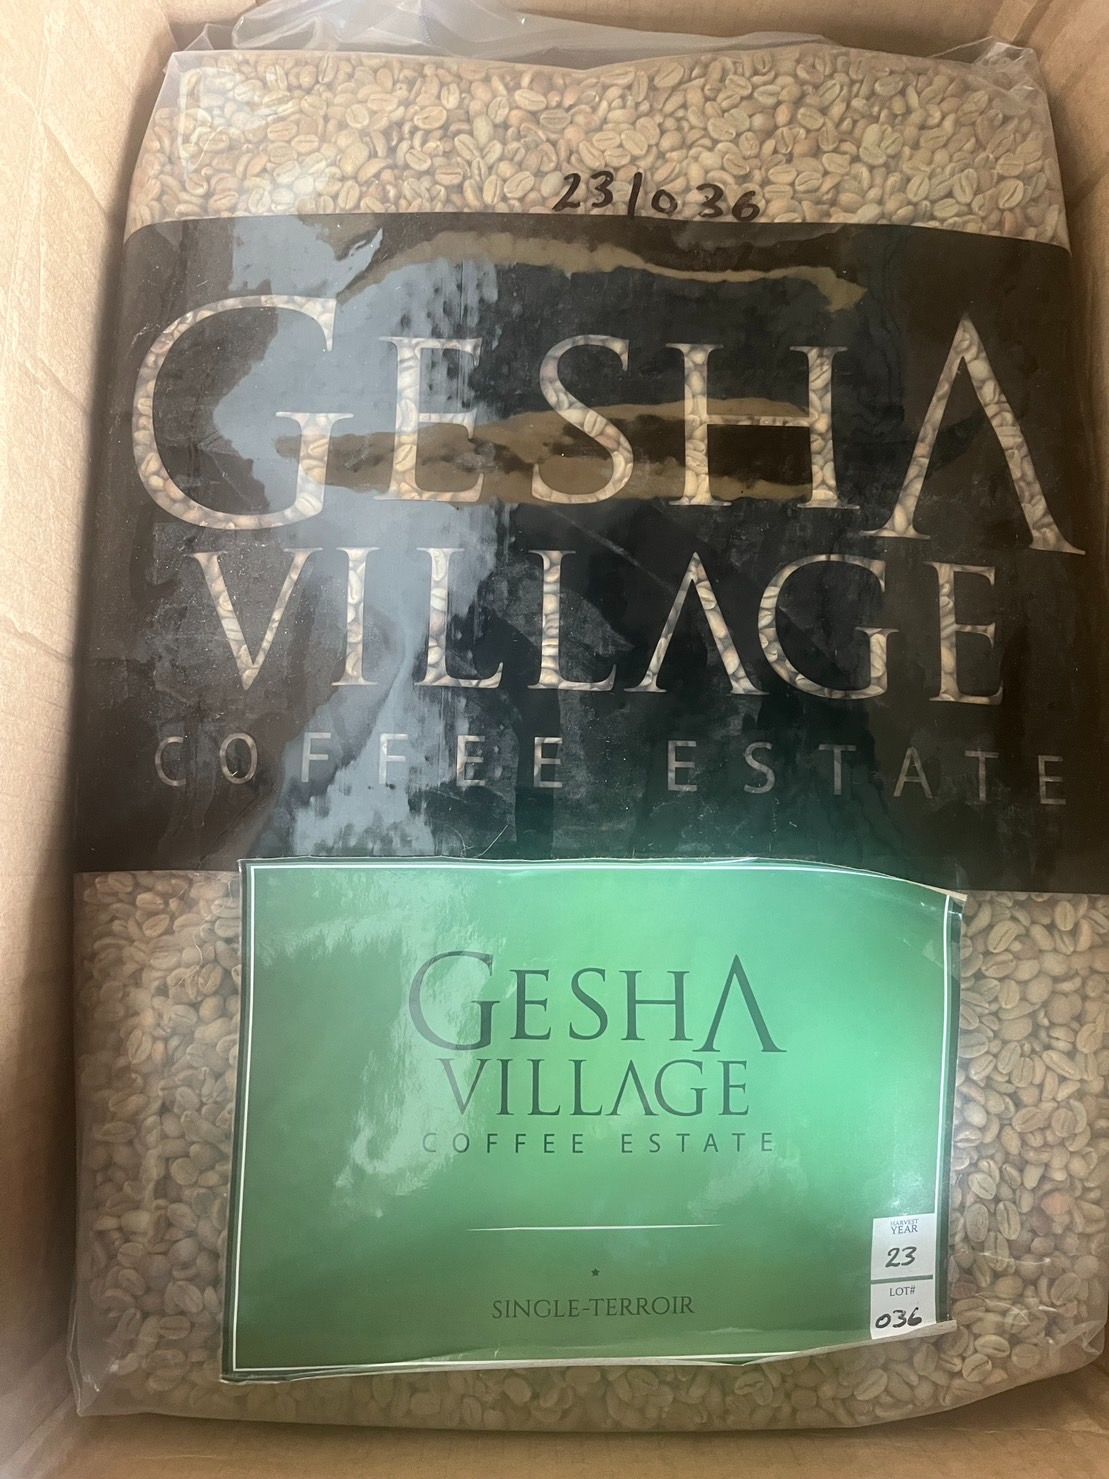 23/036
GESHA
VILLAGE
COFFEE ESTATE
GESHA
VILLAGE
COFFEE ESTATE
SINGLE-TERROIR
HARVEST
YEAR
23
LOT#
036